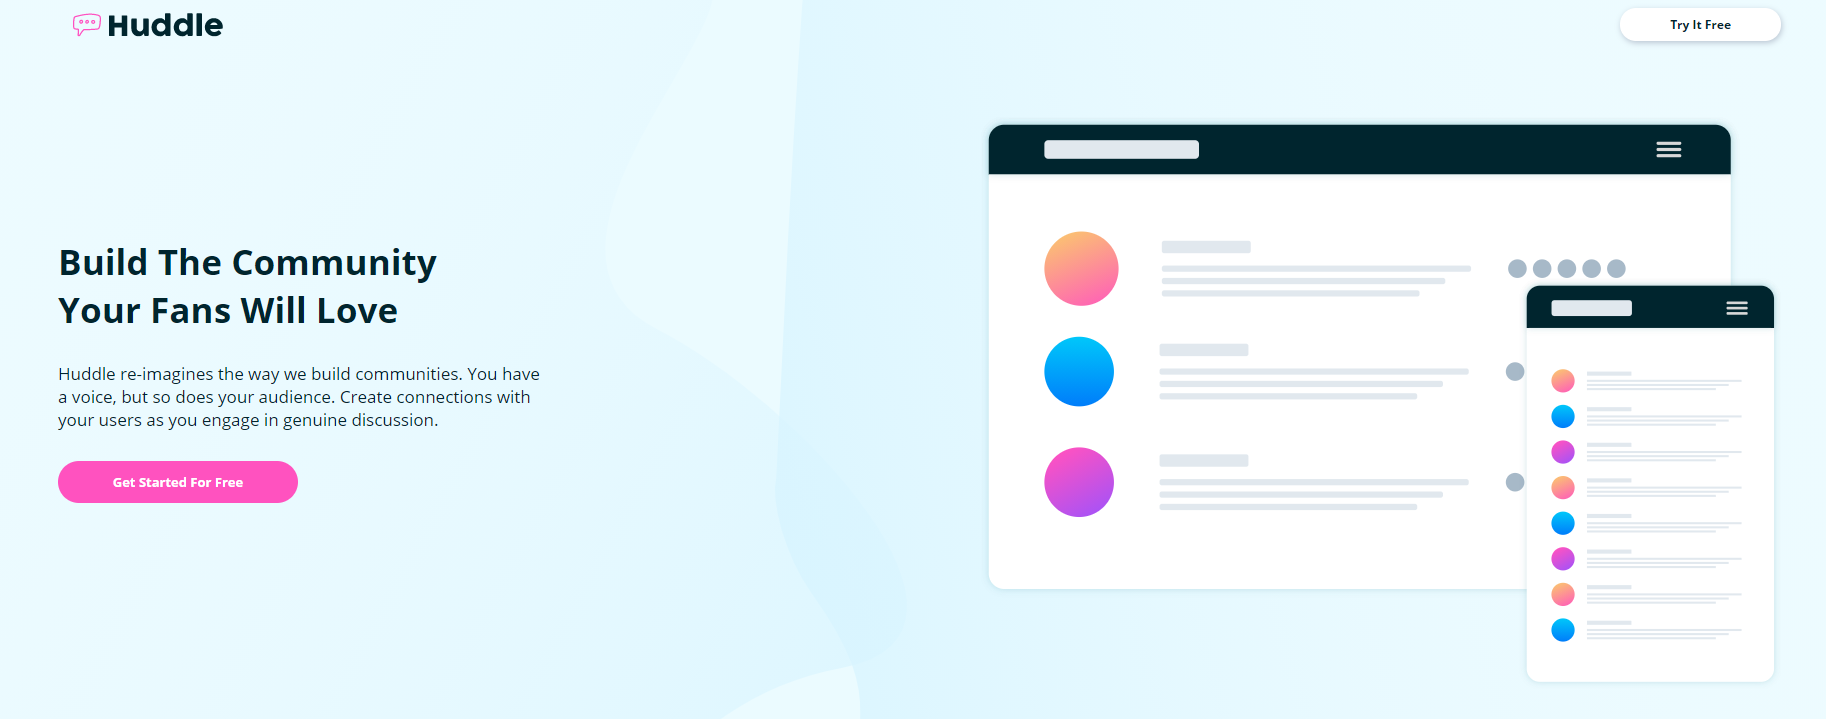 Huddle
Try It Free
Build The Community
Your Fans Will Love
Huddle re-imagines the way we build communities. You have
a voice, but so does your audience. Create connections with
your users as you engage in genuine discussion.
Get Started For Free